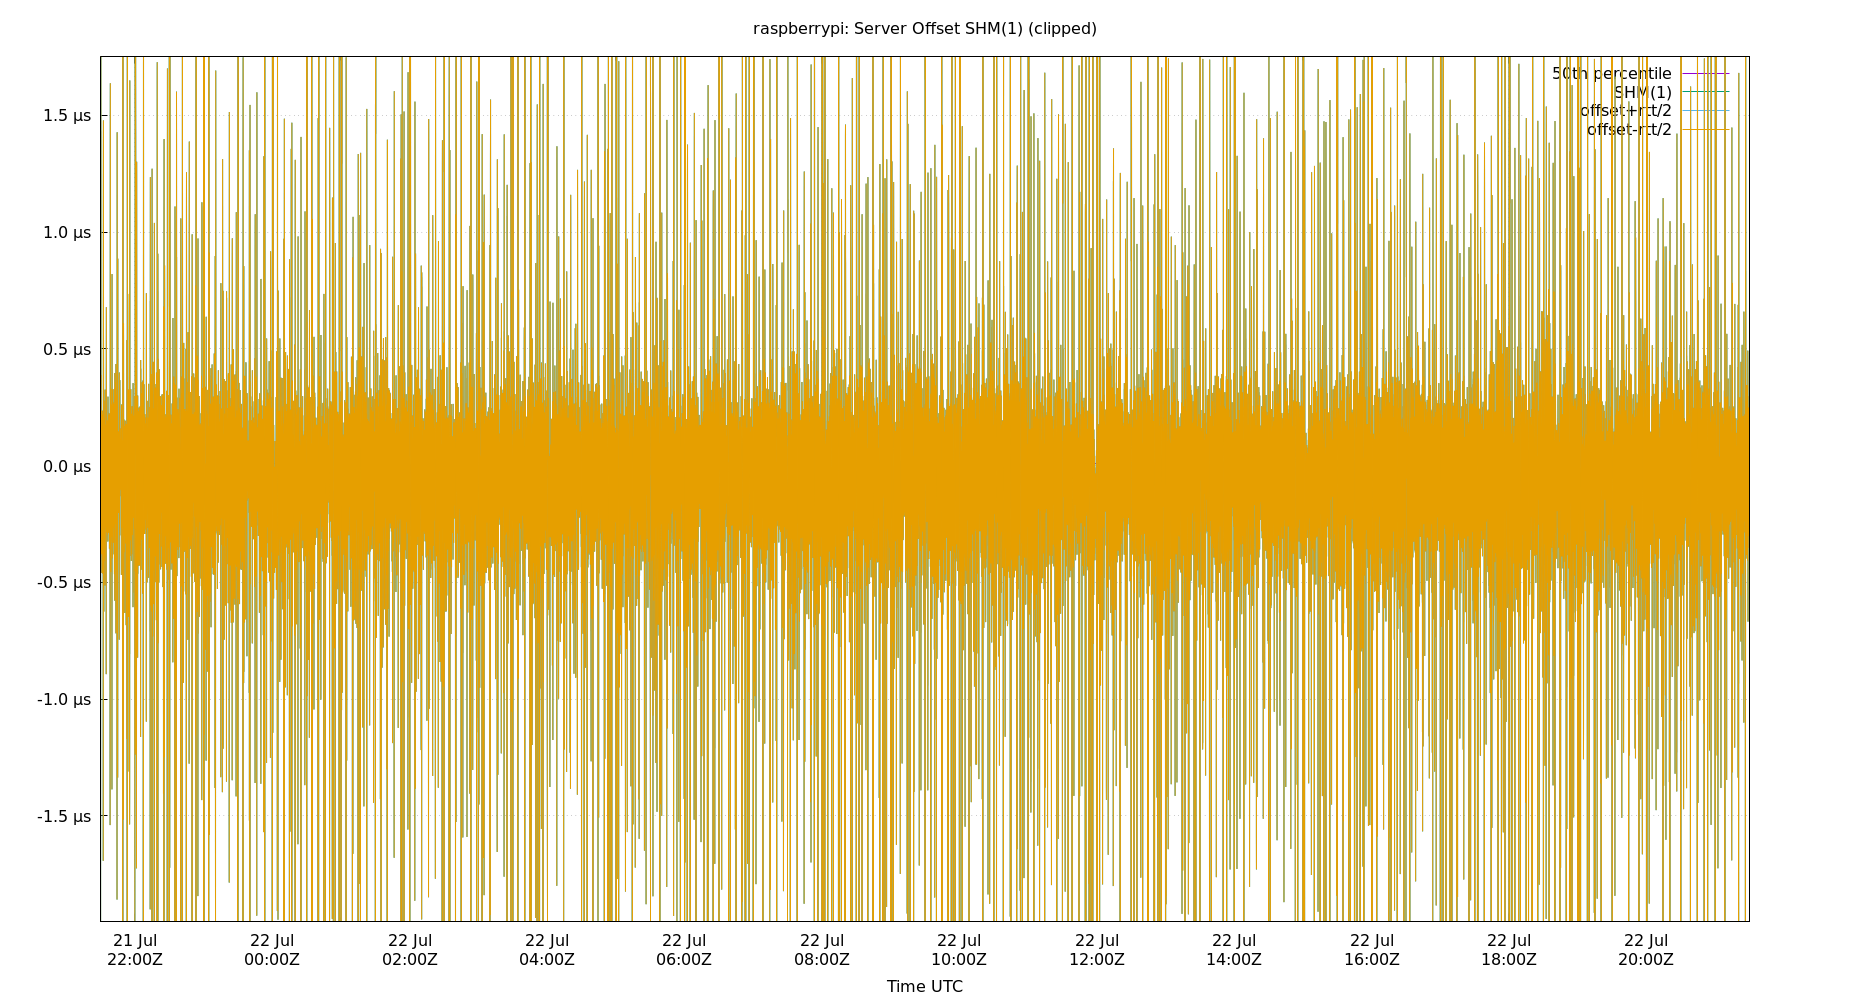 raspberrypi: Server Offset SHM(1) (clipped)
50th percentile
SHM(1)
offset+rtt/2
offset-rtt/2
1.5 µs
1.0 µs
0.5 µs
0.0 µs
-0.5 µs
-1.0 µs
-1.5 µs
21 Jul 22 Jul 22 Jul 22 Jul 22 Jul 22 Jul 22 Jul 22 Jul 22 Jul 22 Jul 22 Jul 22 Jul
22:00Z 00:00Z 02:00Z 04:00Z 06:00Z 08:00Z 10:00Z 12:00Z 14:00Z 16:00Z 18:00Z 20:00Z
Time UTC